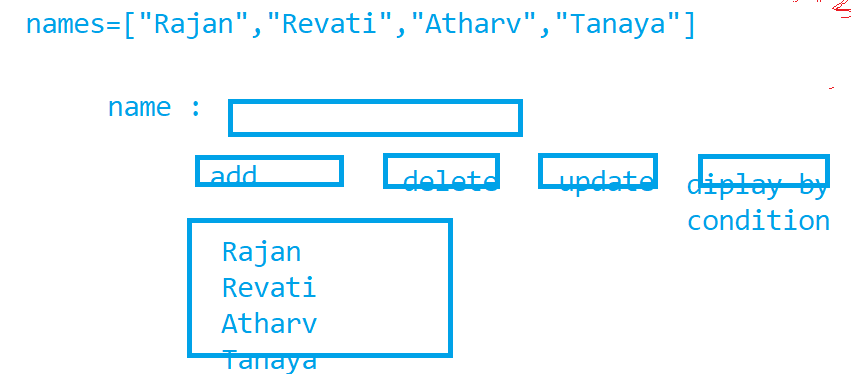 names=["Rajan","Revati","Atharv","Tanaya"]
name :
add delete update diplay by
condition
Rajan
Revati
Atharv
Tanaya